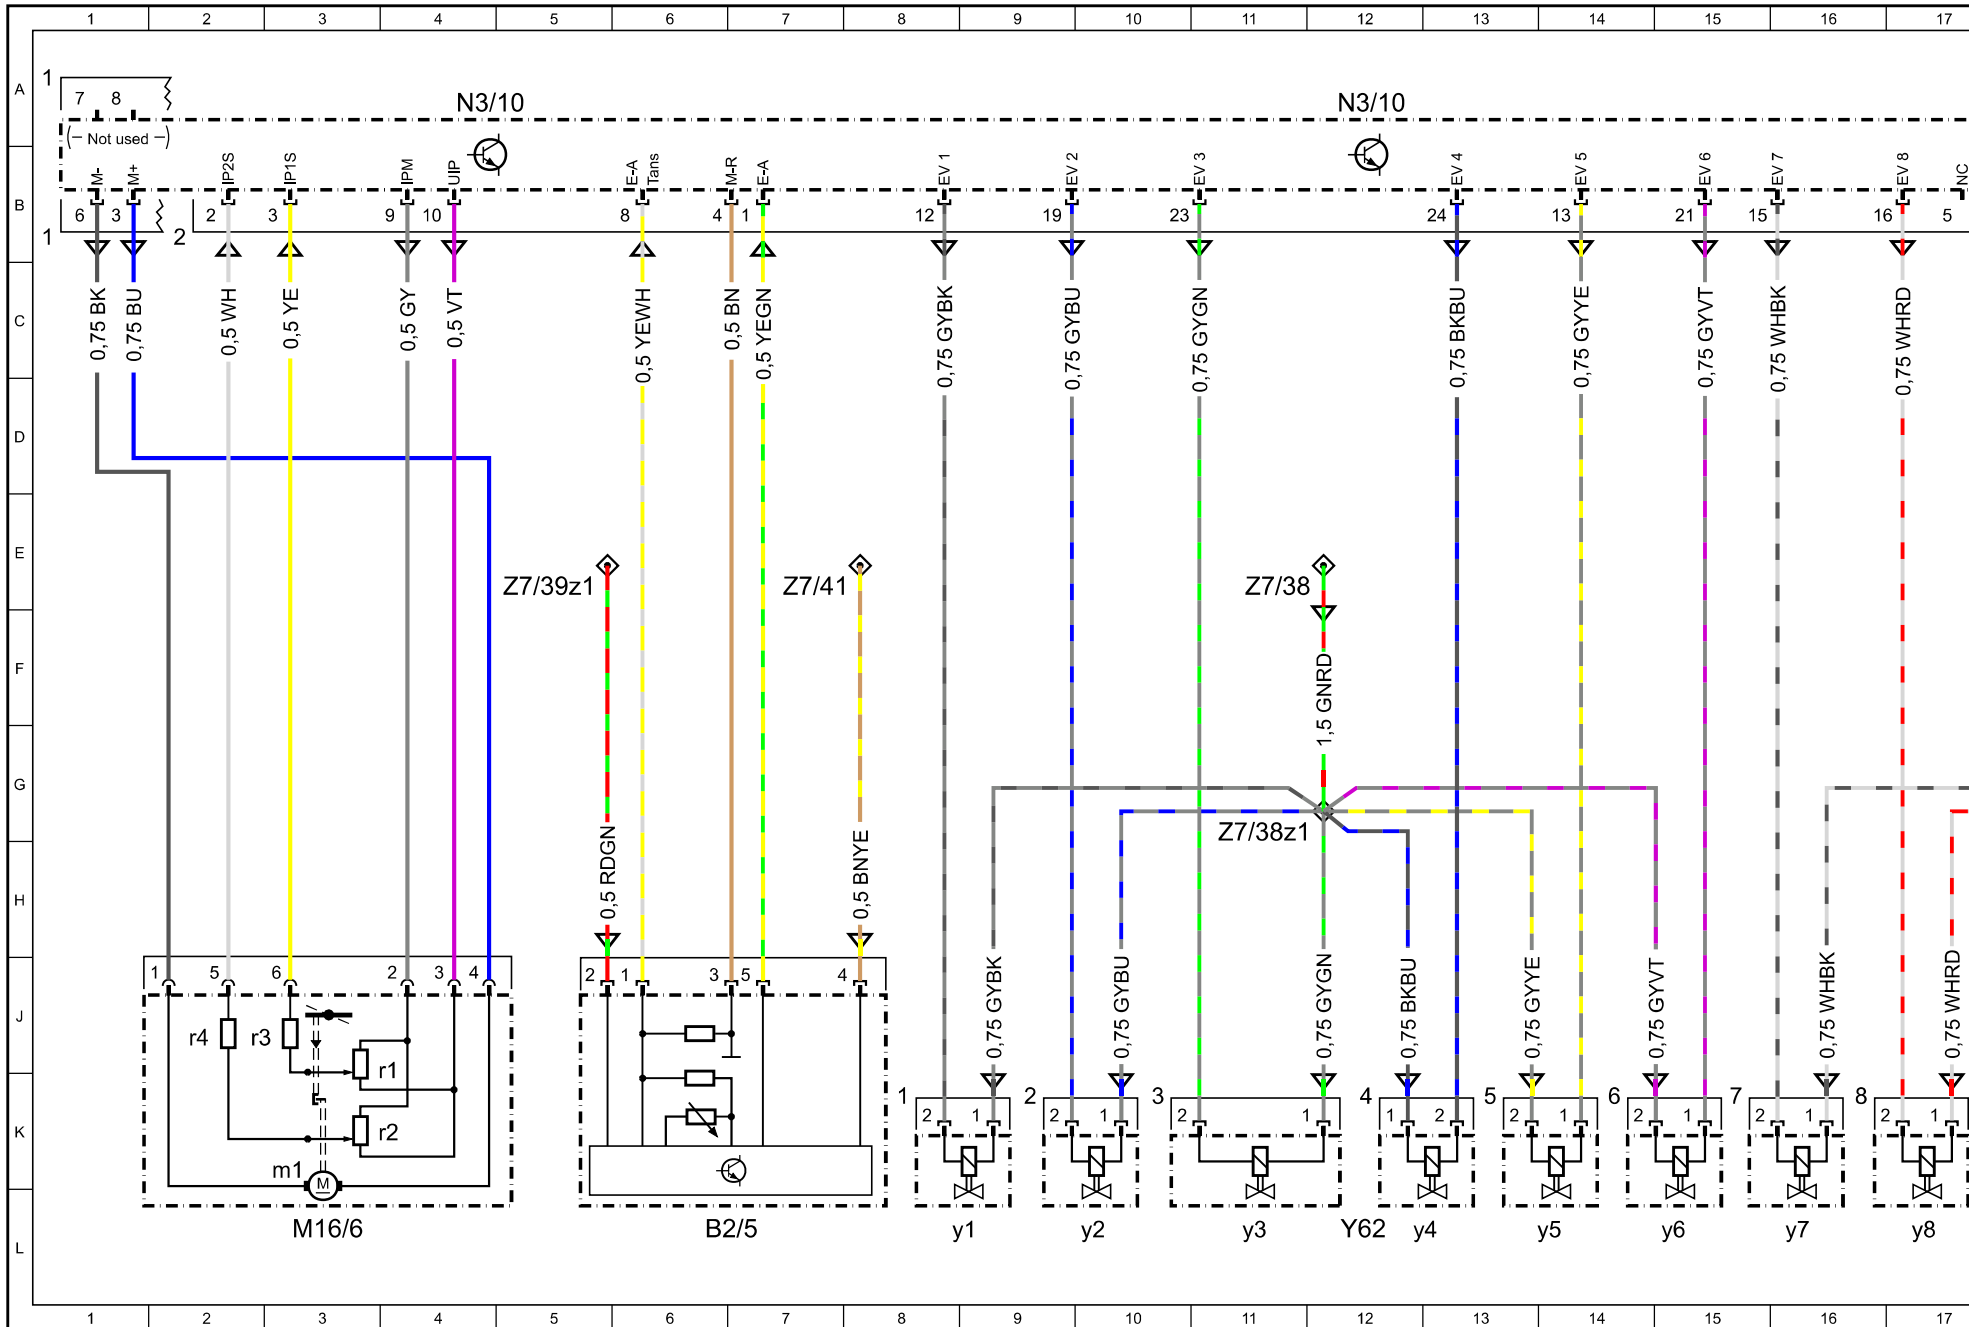 1 2 3 4 5 6 7 8 9 10 11 12 13 14 15 16 17
A
1
7 8
N3/10 N3/10
(– Not used –)
M- M+ IP2S IP1S IPM UIP E-A Tans M-R E-A EV 1 EV 2 EV 3 EV 4 EV 5 EV 6 EV 7 EV 8 NC
B
6 3 2 3 9 10 8 4 1 12 19 23 24 13 21 15 16 5
1 2
C
0,75 BK
0,75 BU
0,5 WH
0,5 YE
0,5 GY
0,5 VT
0,5 YEWH
0,5 BN
0,5 YEGN
0,75 GYBK
0,75 GYBU
0,75 GYGN
0,75 BKBU
0,75 GYYE
0,75 GYVT
0,75 WHBK
0,75 WHRD
D
E
Z7/39z1 Z7/41 Z7/38
F
1,5 GNRD
G
Z7/38z1
H
0,5 RDGN
0,5 BNYE
1 5 6 2 3 4 2 1 3 5 4
J
0,75 GYBK
0,75 GYBU
0,75 GYGN
0,75 BKBU
0,75 GYYE
0,75 GYVT
0,75 WHBK
0,75 WHRD
r4 r3
r1
1 2 3 4 5 6 7 8
K
2 1 2 1 2 1 1 2 2 1 1 2 2 1 2 1
r2
m1
M
M16/6 B2/5 y1 y2 y3 Y62 y4 y5 y6 y7 y8
L
1 2 3 4 5 6 7 8 9 10 11 12 13 14 15 16 17